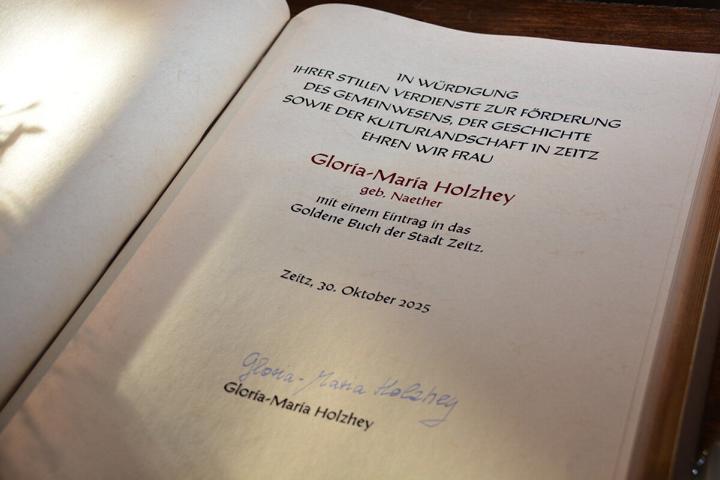 IN WÜRDIGUNG
IHRER STILLEN VERDIENSTE ZUR FÖRDERUNG
DES GEMEINWESENS, DER GESCHICHTE
SOWIE DER KULTURLANDSCHAFT IN ZEITZ
EHREN WIR FRAU
Gloria-Maria Holzhey
geb. Naether
mit einem Eintrag in das
Goldene Buch der Stadt Zeitz.
Zeitz, 30. Oktober 2025
Gloria-Maria Holzhey
Gloria-Maria Holzhey